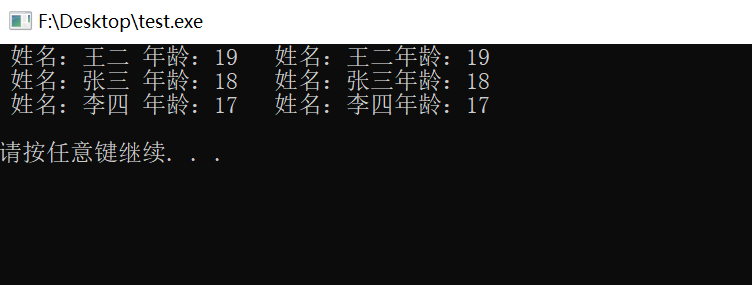 F:\Desktop\test.exe
姓名：王二 年龄：19   姓名：王二年龄：19
姓名：张三 年龄：18   姓名：张三年龄：18
姓名：李四 年龄：17   姓名：李四年龄：17
请按任意键继续. . .